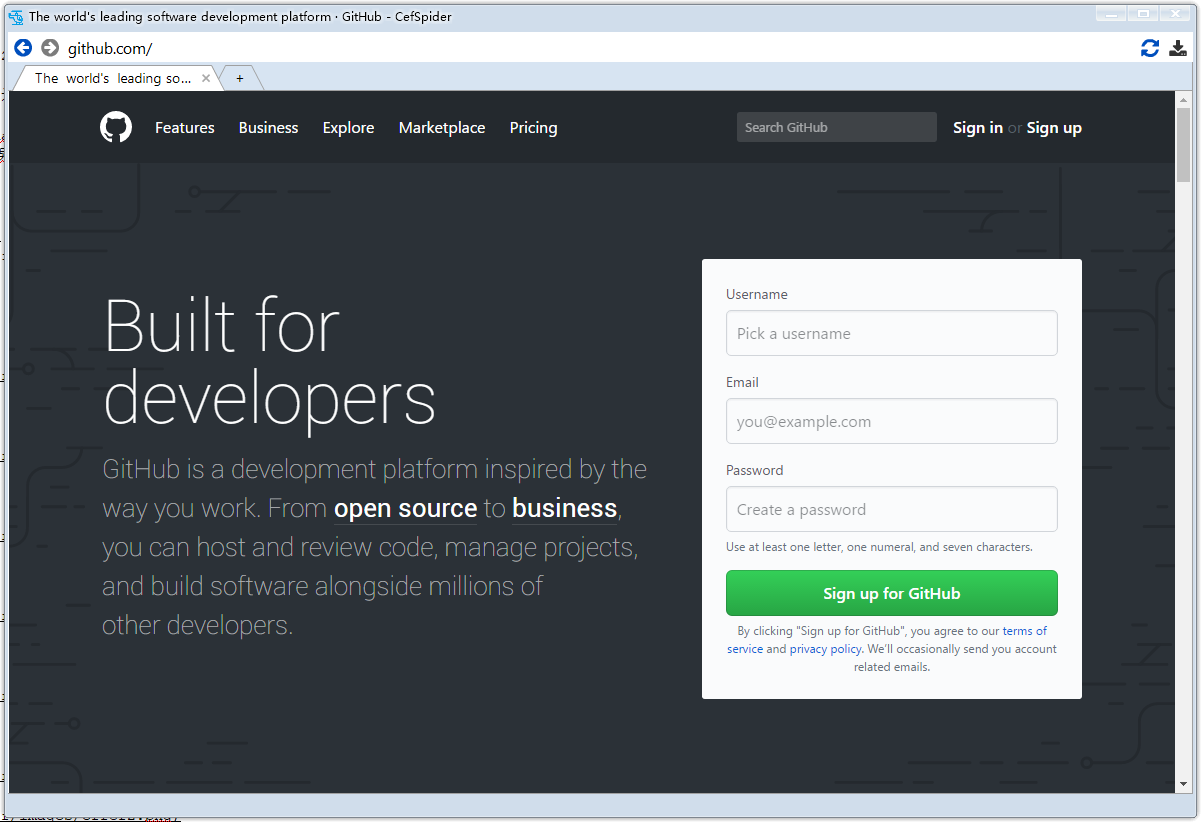 The world's leading software development platform · GitHub - CefSpider
github.com/
The world's leading so...
+
Features Business Explore Marketplace Pricing Search GitHub Sign in or Sign up
Built for
developers
GitHub is a development platform inspired by the
way you work. From open source to business,
you can host and review code, manage projects,
and build software alongside millions of
other developers.
Username
Pick a username
Email
you@example.com
Password
Create a password
Use at least one letter, one numeral, and seven characters.
Sign up for GitHub
By clicking "Sign up for GitHub", you agree to our terms of
service and privacy policy. We'll occasionally send you account
related emails.